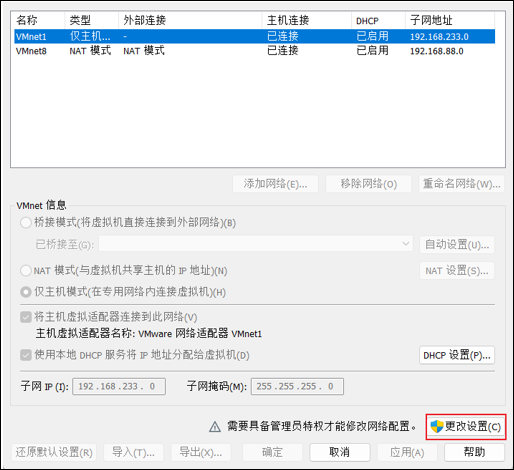 名称 类型 外部连接 主机连接 DHCP 子网地址
VMnet1 仅主机... - 已连接 已启用 192.168.233.0
VMnet8 NAT 模式 NAT 模式 已连接 已启用 192.168.88.0
添加网络(E)... 移除网络(O) 重命名网络(W)...
VMnet 信息
桥接模式(将虚拟机直接连接到外部网络)(B)
已桥接至(G): 自动设置(U)...
NAT 模式(与虚拟机共享主机的 IP 地址)(N) NAT 设置(S)...
仅主机模式(在专用网络内连接虚拟机)(H)
将主机虚拟适配器连接到此网络(V)
主机虚拟适配器名称: VMware 网络适配器 VMnet1
使用本地 DHCP 服务将 IP 地址分配给虚拟机(D) DHCP 设置(P)...
子网 IP (I): 192.168.233. 0 子网掩码(M): 255.255.255. 0
需要具备管理员特权才能修改网络配置。 更改设置(C)
还原默认设置(R) 导入(T)... 导出(X)... 确定 取消 应用(A) 帮助